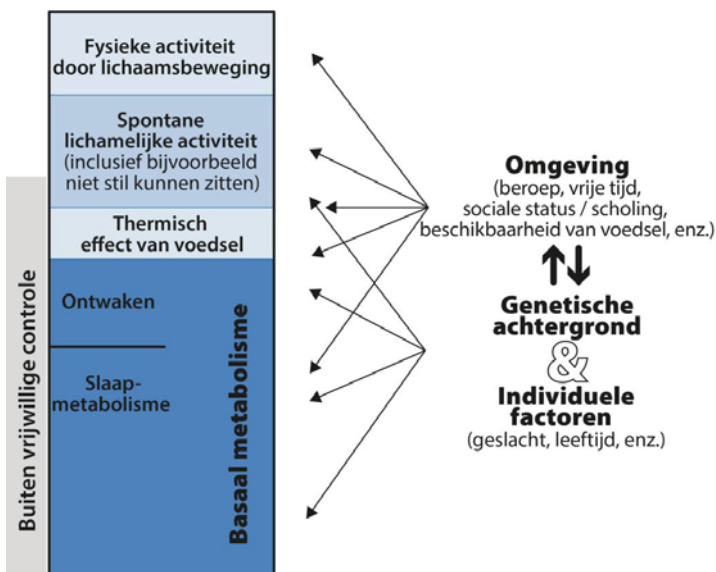 Fysieke activiteit
door lichaamsbeweging
Spontane
lichamelijke activiteit
(inclusief bijvoorbeeld
niet stil kunnen zitten)
Thermisch
effect van voedsel
Ontwaken
Slaap-
metabolisme
Basaal metabolisme
Buiten vrijwillige controle
Omgeving
(beroep, vrije tijd,
sociale status / scholing,
beschikbaarheid van voedsel, enz.)
Genetische
achtergrond
&
Individuele
factoren
(geslacht, leeftijd, enz.)